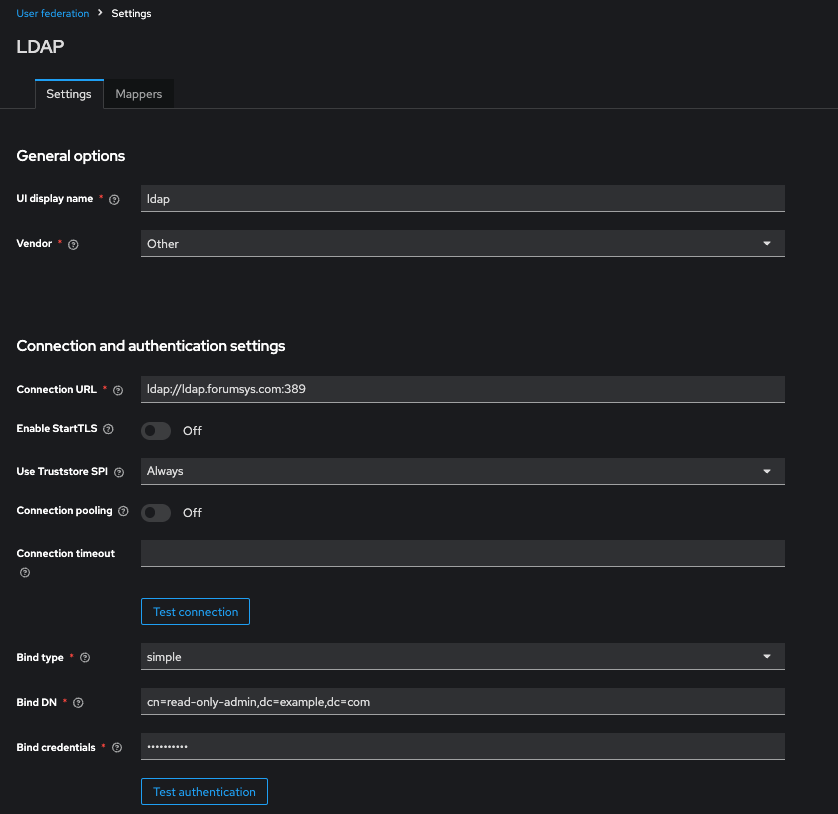 User federation > Settings
LDAP
Settings Mappers
General options
UI display name * ldap
Vendor * Other
Connection and authentication settings
Connection URL * ldap://ldap.forumsys.com:389
Enable StartTLS Off
Use Truststore SPI Always
Connection pooling Off
Connection timeout
Test connection
Bind type * simple
Bind DN * cn=read-only-admin,dc=example,dc=com
Bind credentials * ••••••••••
Test authentication